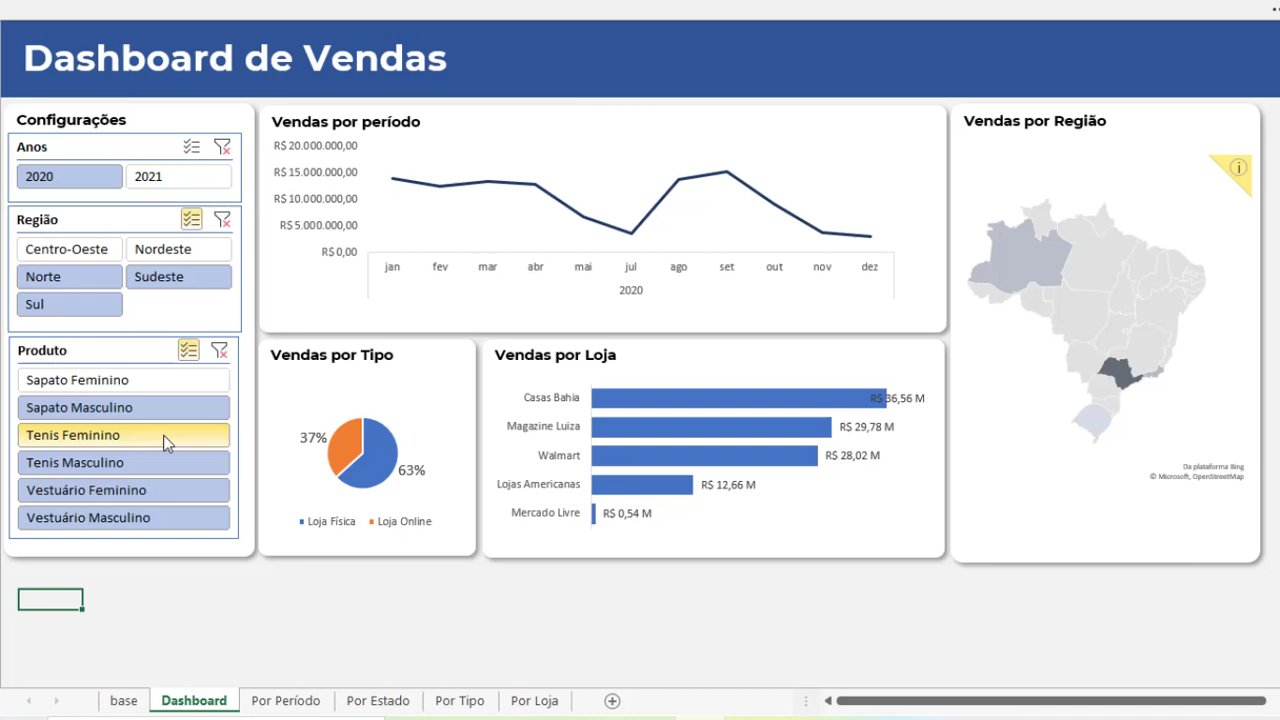 Dashboard de Vendas
Configurações
Anos
2020
2021
Região
Centro-Oeste
Nordeste
Norte
Sudeste
Sul
Produto
Sapato Feminino
Sapato Masculino
Tenis Feminino
Tenis Masculino
Vestuário Feminino
Vestuário Masculino
Vendas por período
R$ 20.000.000,00
R$ 15.000.000,00
R$ 10.000.000,00
R$ 5.000.000,00
R$ 0,00
jan fev mar abr mai jul ago set out nov dez
2020
Vendas por Tipo
37%
63%
Loja Física Loja Online
Vendas por Loja
Casas Bahia R$ 36,56 M
Magazine Luiza R$ 29,78 M
Walmart R$ 28,02 M
Lojas Americanas R$ 12,66 M
Mercado Livre R$ 0,54 M
Vendas por Região
Da plataforma Bing
© Microsoft, OpenStreetMap
base Dashboard Por Período Por Estado Por Tipo Por Loja